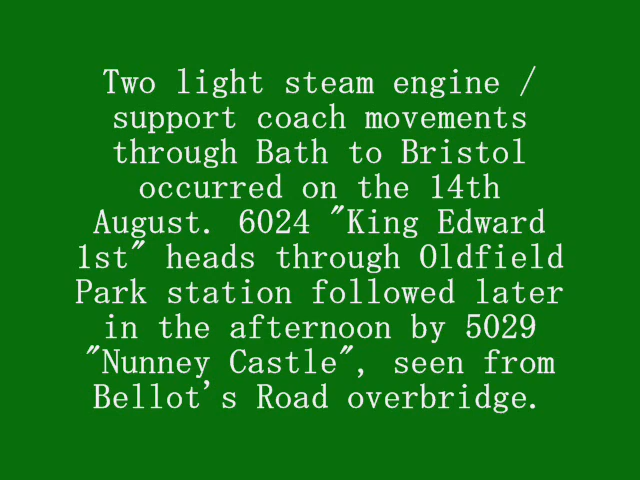 Two light steam engine /
support coach movements
through Bath to Bristol
occurred on the 14th
August. 6024 "King Edward
1st" heads through Oldfield
Park station followed later
in the afternoon by 5029
"Nunney Castle", seen from
Bellot's Road overbridge.